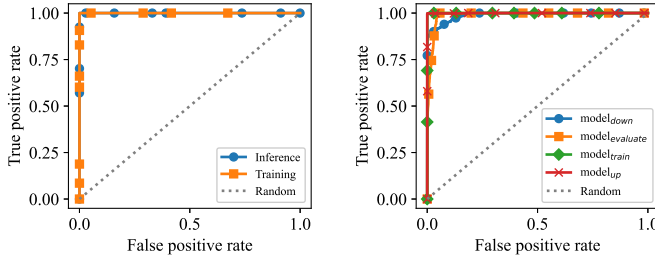 1.00
0.75
0.50
0.25
0.00
0.0
0.5
1.0
True positive rate
False positive rate
Inference
Training
Random
1.00
0.75
0.50
0.25
0.00
0.0
0.5
1.0
True positive rate
False positive rate
model_down
model_evaluate
model_train
model_up
Random